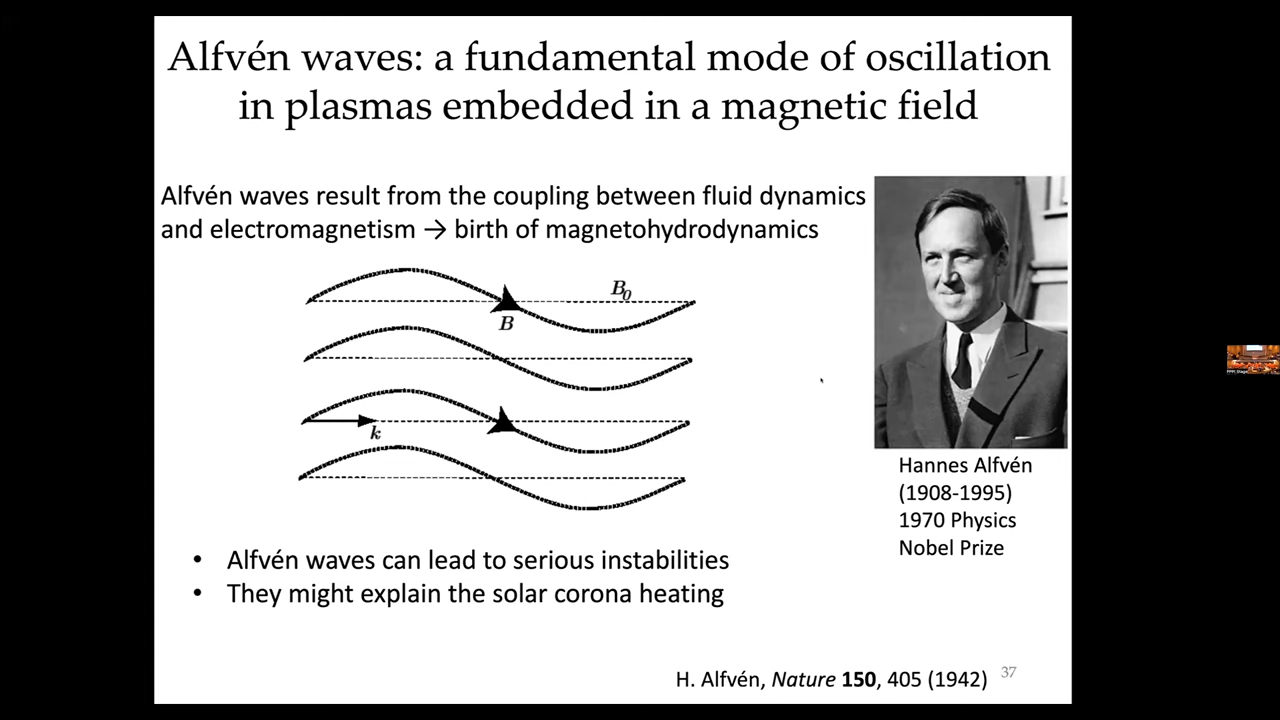 Alfvén waves: a fundamental mode of oscillation
in plasmas embedded in a magnetic field
Alfvén waves result from the coupling between fluid dynamics
and electromagnetism → birth of magnetohydrodynamics
B0
B
k
Hannes Alfvén
(1908-1995)
1970 Physics
Nobel Prize
• Alfvén waves can lead to serious instabilities
• They might explain the solar corona heating
H. Alfvén, Nature 150, 405 (1942)
37